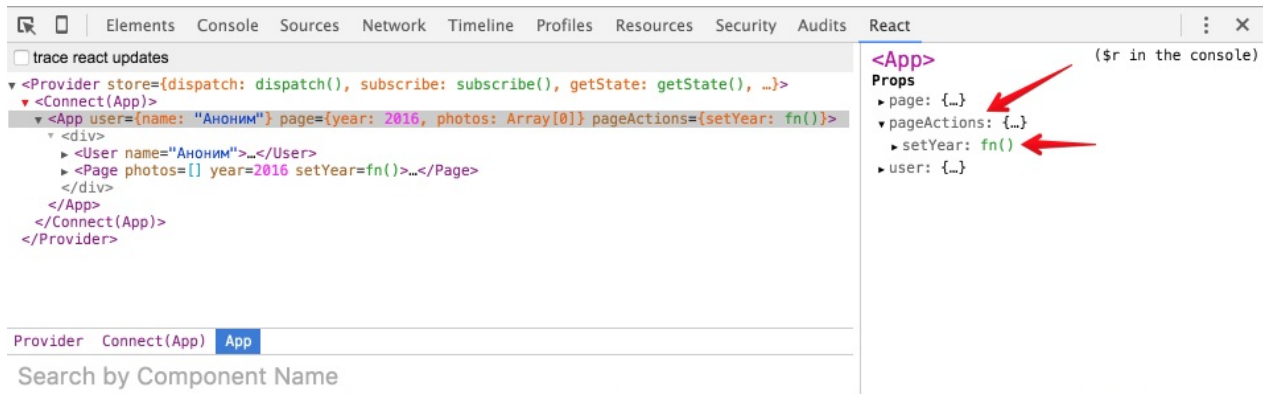 Elements Console Sources Network Timeline Profiles Resources Security Audits React
trace react updates
<Provider store={dispatch: dispatch(), subscribe: subscribe(), getState: getState(), …}>
<Connect(App)>
<App user={name: "Аноним"} page={year: 2016, photos: Array[0]} pageActions={setYear: fn()}>
<div>
<User name="Аноним">…</User>
<Page photos=[] year=2016 setYear=fn()>…</Page>
</div>
</App>
</Connect(App)>
</Provider>
Provider Connect(App) App
Search by Component Name
<App> ($r in the console)
Props
page: {…}
pageActions: {…}
setYear: fn()
user: {…}